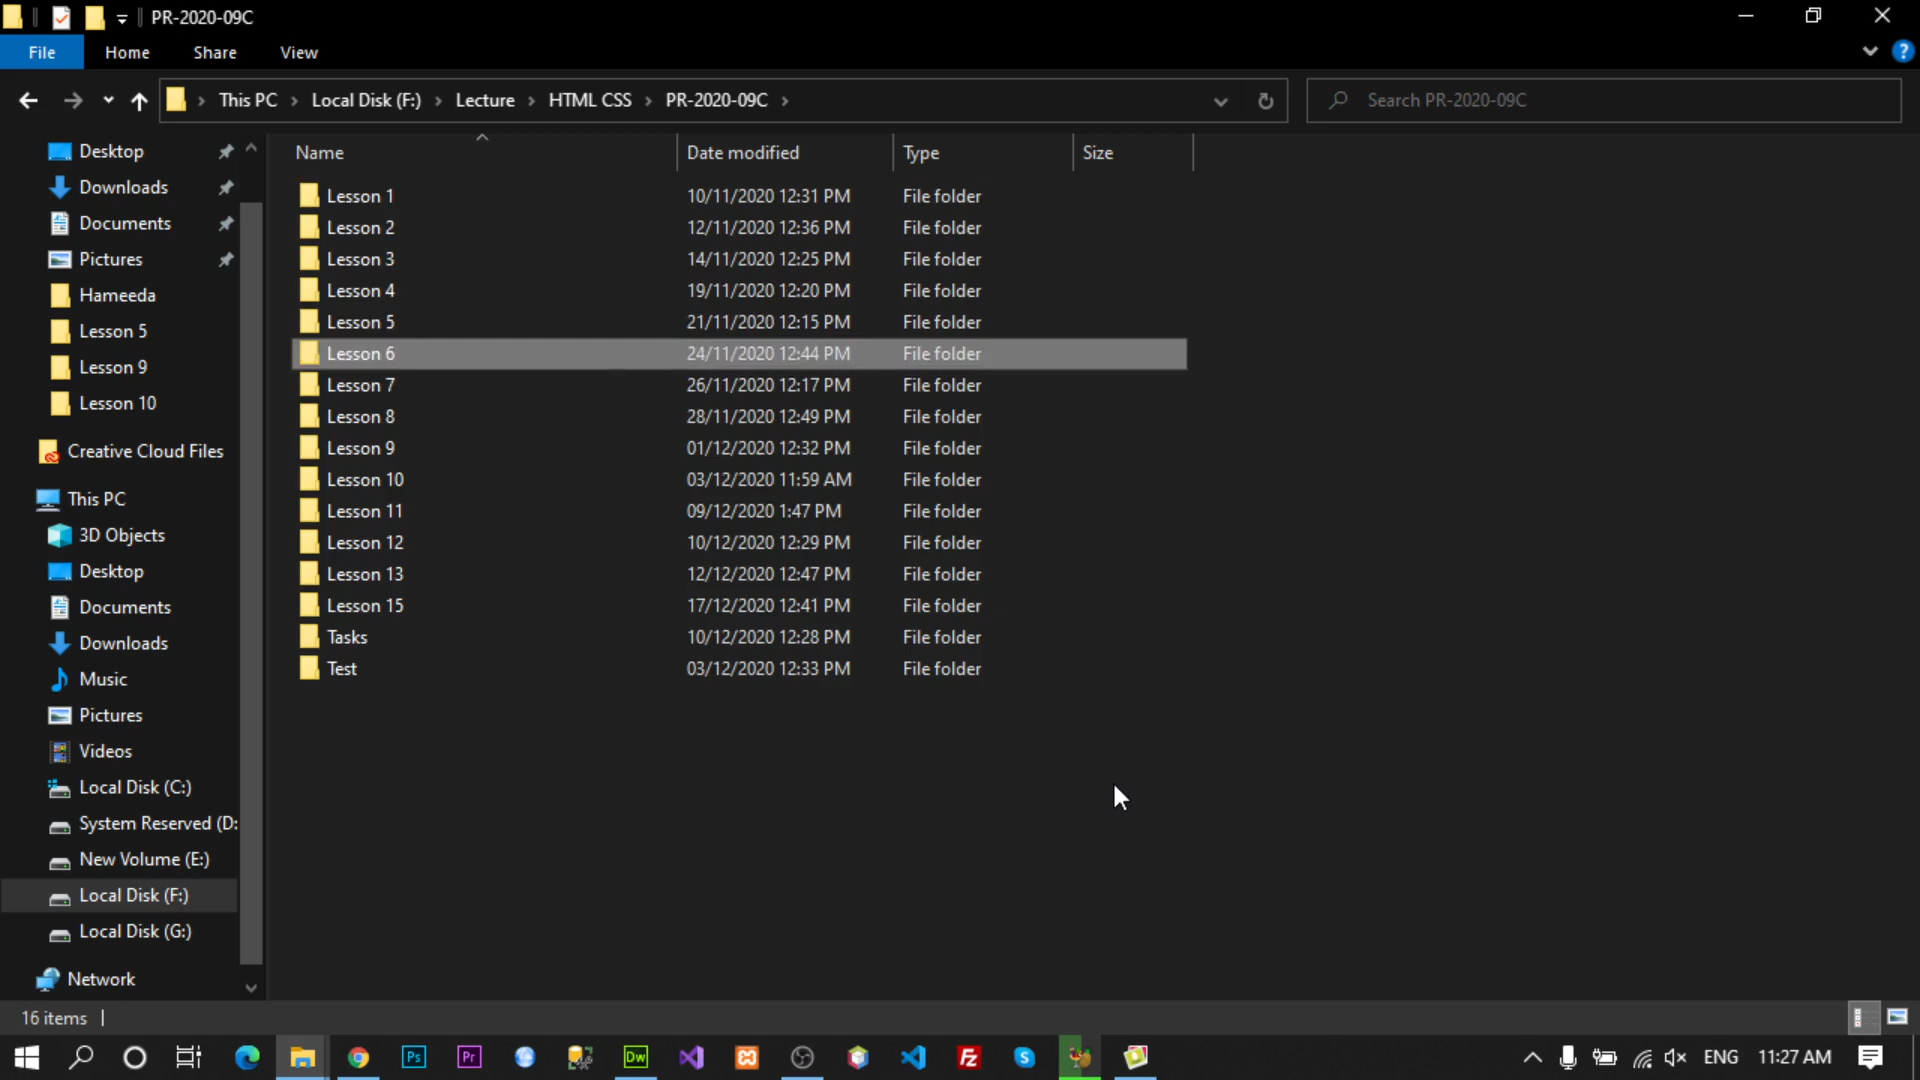 PR-2020-09C
File Home Share View
This PC Local Disk (F:) Lecture HTML CSS PR-2020-09C
Search PR-2020-09C
Desktop
Downloads
Documents
Pictures
Hameeda
Lesson 5
Lesson 9
Lesson 10
Creative Cloud Files
This PC
3D Objects
Desktop
Documents
Downloads
Music
Pictures
Videos
Local Disk (C:)
System Reserved (D:
New Volume (E:)
Local Disk (F:)
Local Disk (G:)
Network
Name Date modified Type Size
Lesson 1 10/11/2020 12:31 PM File folder
Lesson 2 12/11/2020 12:36 PM File folder
Lesson 3 14/11/2020 12:25 PM File folder
Lesson 4 19/11/2020 12:20 PM File folder
Lesson 5 21/11/2020 12:15 PM File folder
Lesson 6 24/11/2020 12:44 PM File folder
Lesson 7 26/11/2020 12:17 PM File folder
Lesson 8 28/11/2020 12:49 PM File folder
Lesson 9 01/12/2020 12:32 PM File folder
Lesson 10 03/12/2020 11:59 AM File folder
Lesson 11 09/12/2020 1:47 PM File folder
Lesson 12 10/12/2020 12:29 PM File folder
Lesson 13 12/12/2020 12:47 PM File folder
Lesson 15 17/12/2020 12:41 PM File folder
Tasks 10/12/2020 12:28 PM File folder
Test 03/12/2020 12:33 PM File folder
16 items
Ps Pr Dw Fz S ENG 11:27 AM